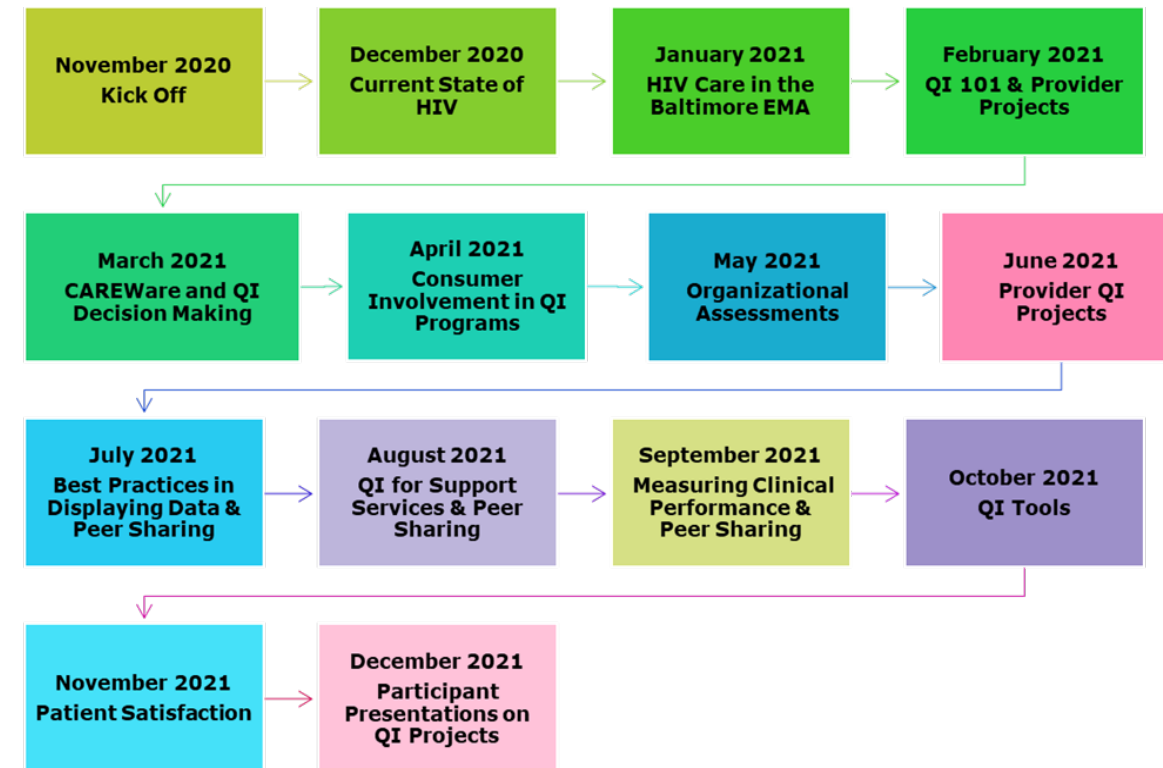 November 2020
Kick Off
December 2020
Current State of
HIV
January 2021
HIV Care in the
Baltimore EMA
February 2021
QI 101 & Provider
Projects
March 2021
CAREWare and QI
Decision Making
April 2021
Consumer
Involvement in QI
Programs
May 2021
Organizational
Assessments
June 2021
Provider QI
Projects
July 2021
Best Practices in
Displaying Data &
Peer Sharing
August 2021
QI for Support
Services & Peer
Sharing
September 2021
Measuring Clinical
Performance &
Peer Sharing
October 2021
QI Tools
November 2021
Patient Satisfaction
December 2021
Participant
Presentations on
QI Projects